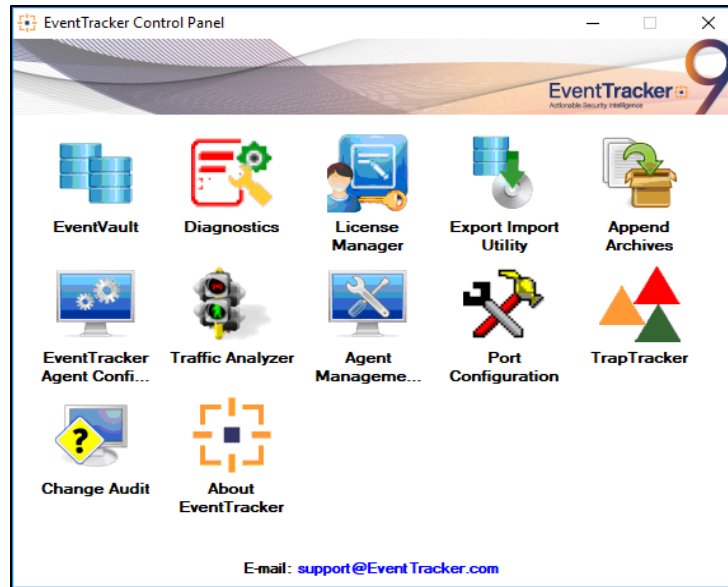 EventTracker Control Panel
EventTracker 9
Actionable Security Intelligence
EventVault
Diagnostics
License
Manager
Export Import
Utility
Append
Archives
EventTracker
Agent Confi...
Traffic Analyzer
Agent
Manageme...
Port
Configuration
TrapTracker
?
Change Audit
About
EventTracker
E-mail: support@EventTracker.com